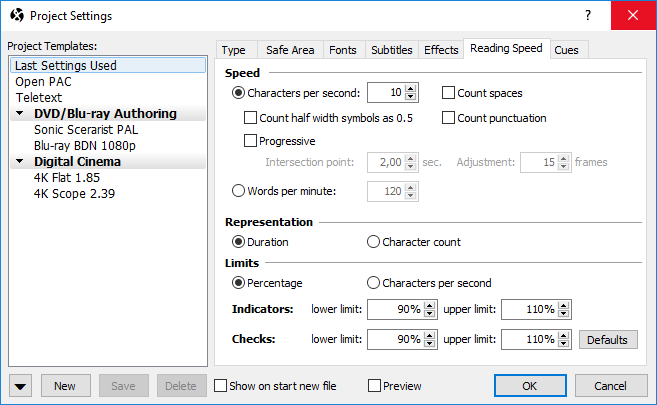 Project Settings
?
Project Templates:
Last Settings Used
Open PAC
Teletext
DVD/Blu-ray Authoring
Sonic Scerarist PAL
Blu-ray BDN 1080p
Digital Cinema
4K Flat 1.85
4K Scope 2.39
Type Safe Area Fonts Subtitles Effects Reading Speed Cues
Speed
Characters per second: 10 Count spaces
Count half width symbols as 0.5 Count punctuation
Progressive
Intersection point: 2,00 sec. Adjustment: 15 frames
Words per minute: 120
Representation
Duration Character count
Limits
Percentage Characters per second
Indicators: lower limit: 90% upper limit: 110%
Checks: lower limit: 90% upper limit: 110% Defaults
New Save Delete Show on start new file Preview OK Cancel